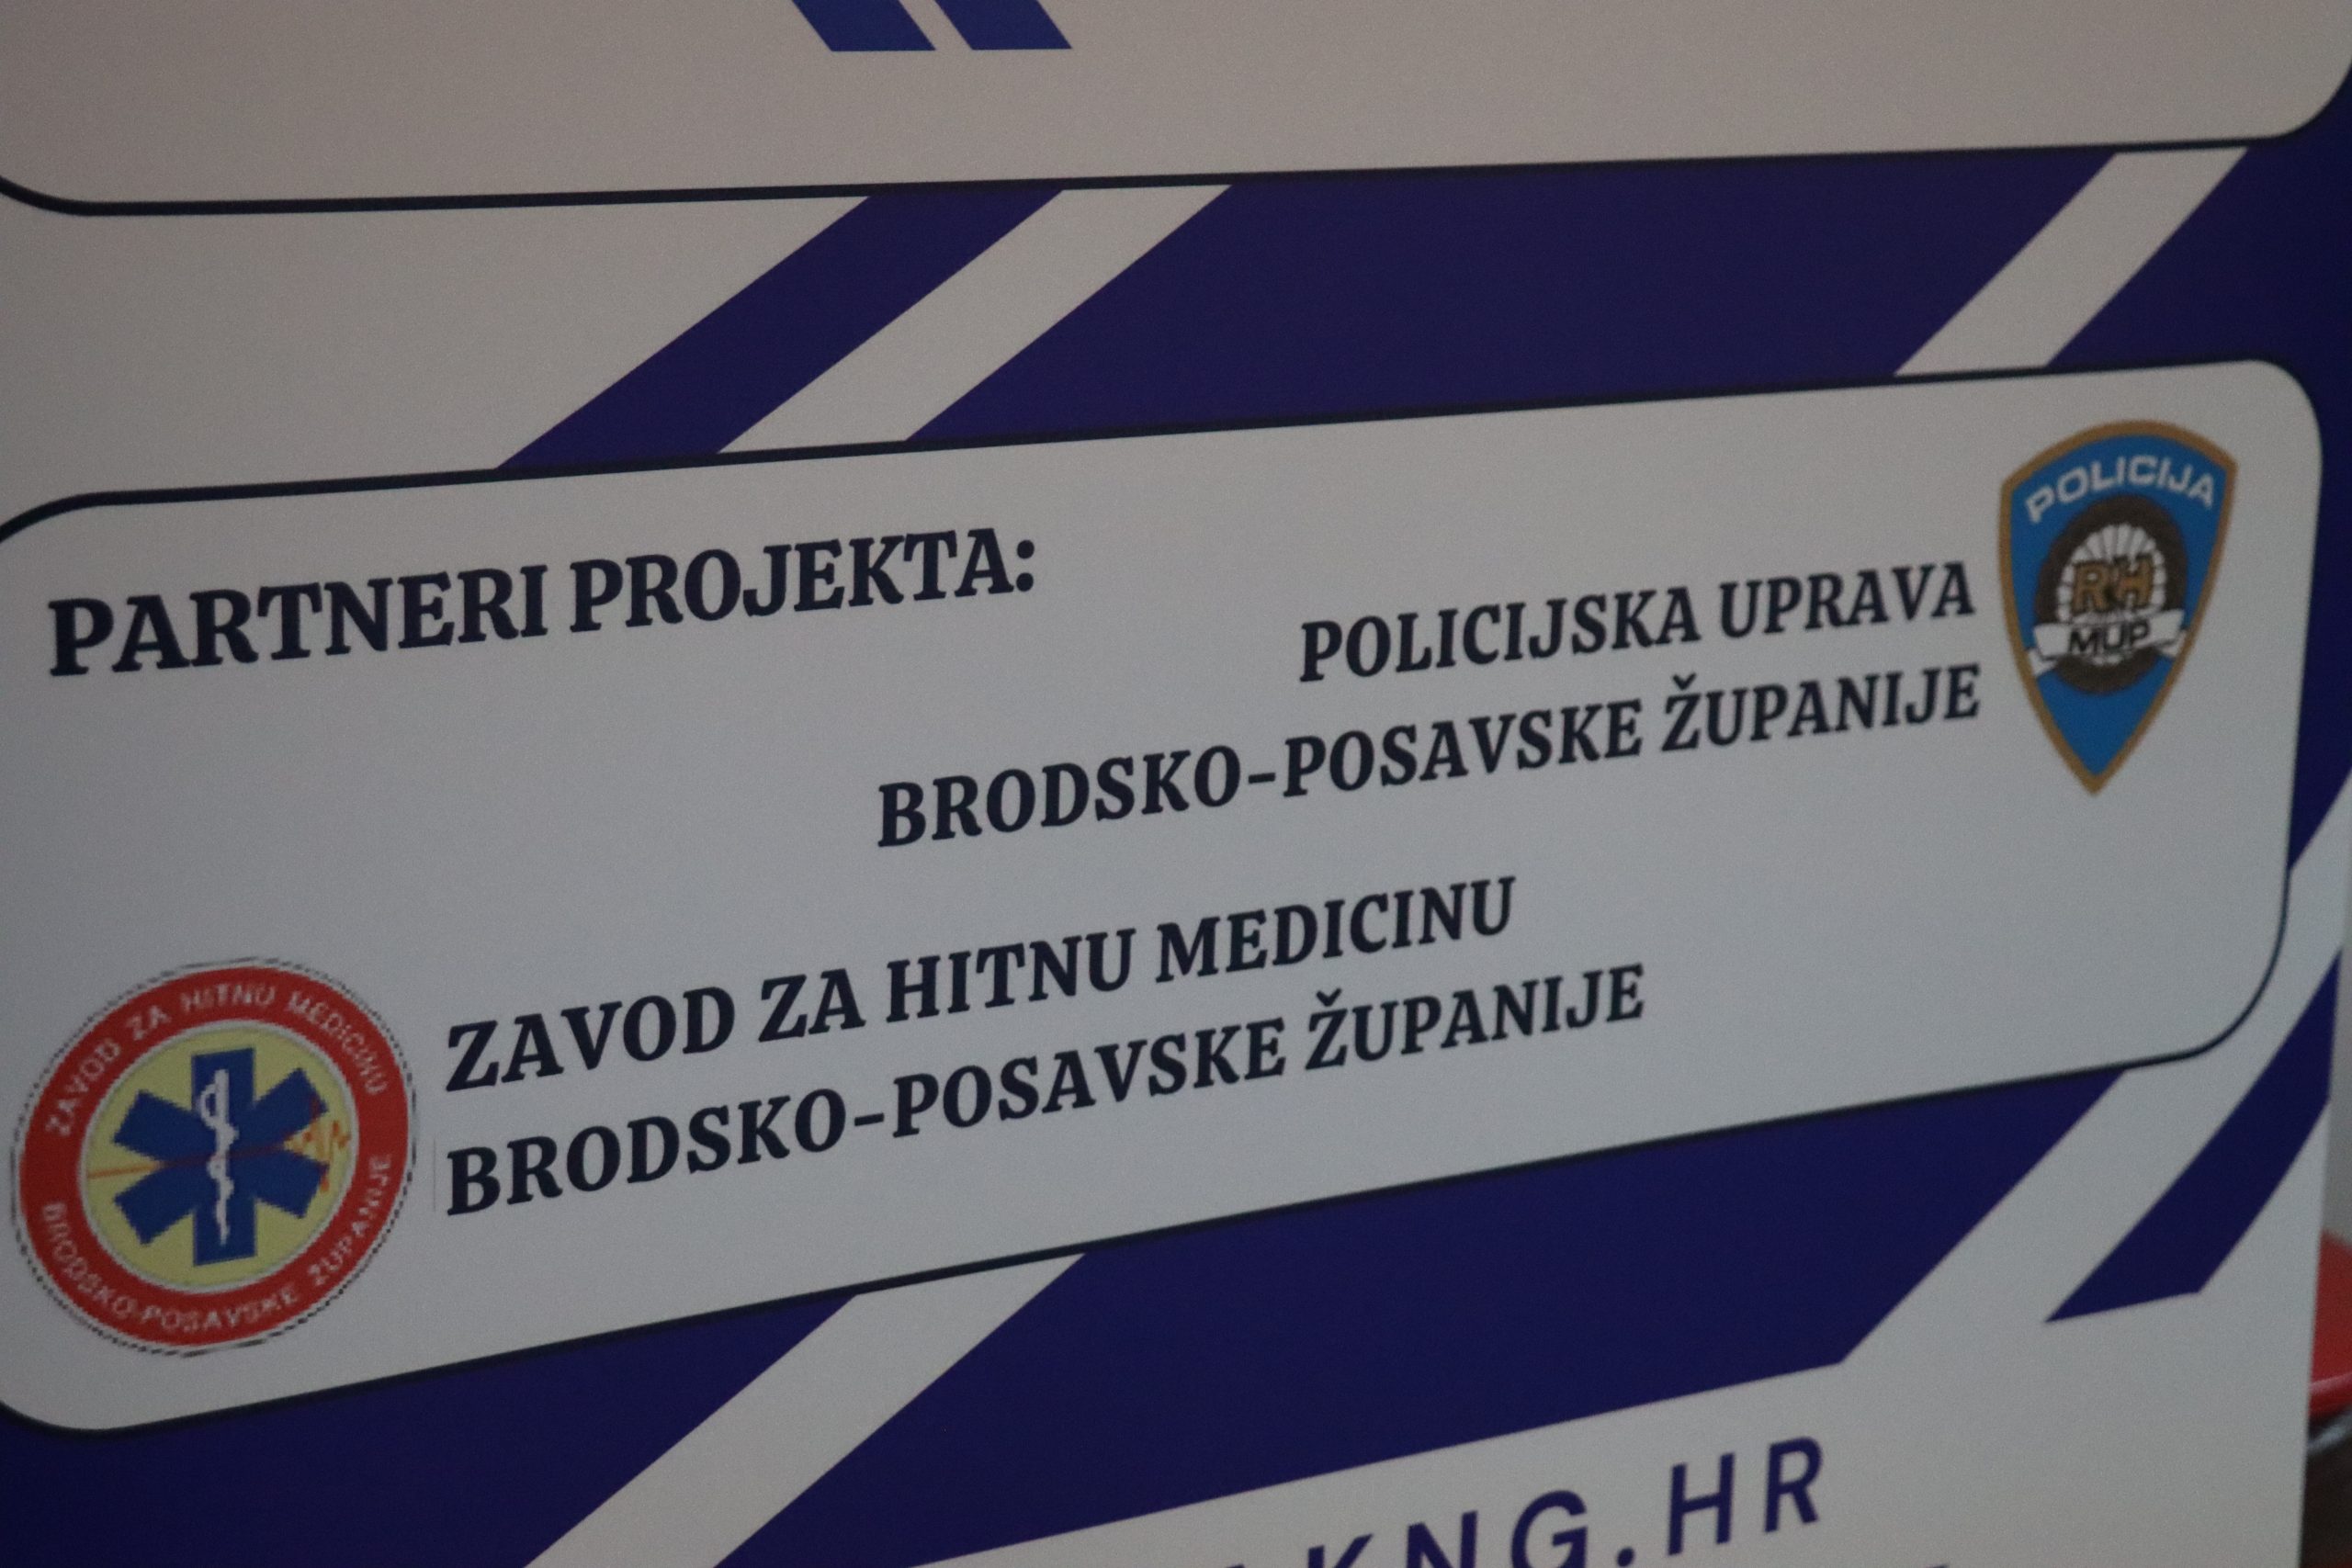 PARTNERI PROJEKTA:
POLICIJSKA UPRAVA
BRODSKO-POSAVSKE ŽUPANIJE
POLICIJA
RH
MUP
ZAVOD ZA HITNU MEDICINU
BRODSKO-POSAVSKE ŽUPANIJE
ZAVOD ZA HITNU MEDICINU
BRODSKO-POSAVSKE ŽUPANIJE
KNG.HR